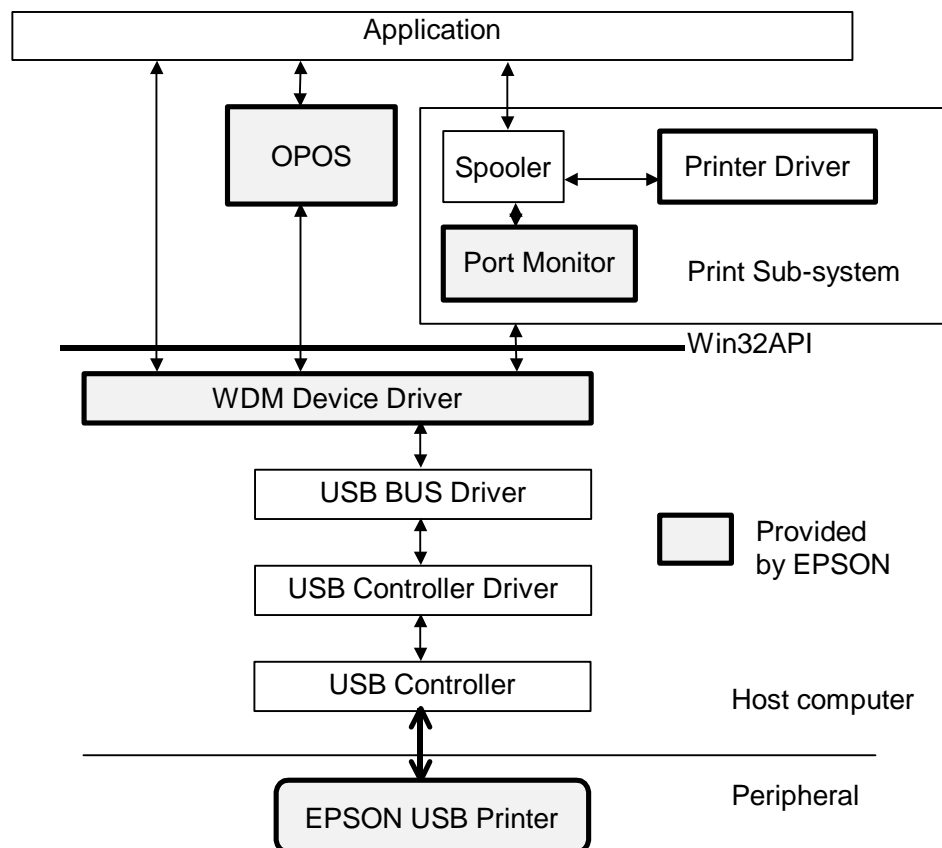 Application
OPOS
Spooler
Printer Driver
Port Monitor
Print Sub-system
Win32API
WDM Device Driver
USB BUS Driver
USB Controller Driver
Provided
by EPSON
USB Controller
Host computer
Peripheral
EPSON USB Printer